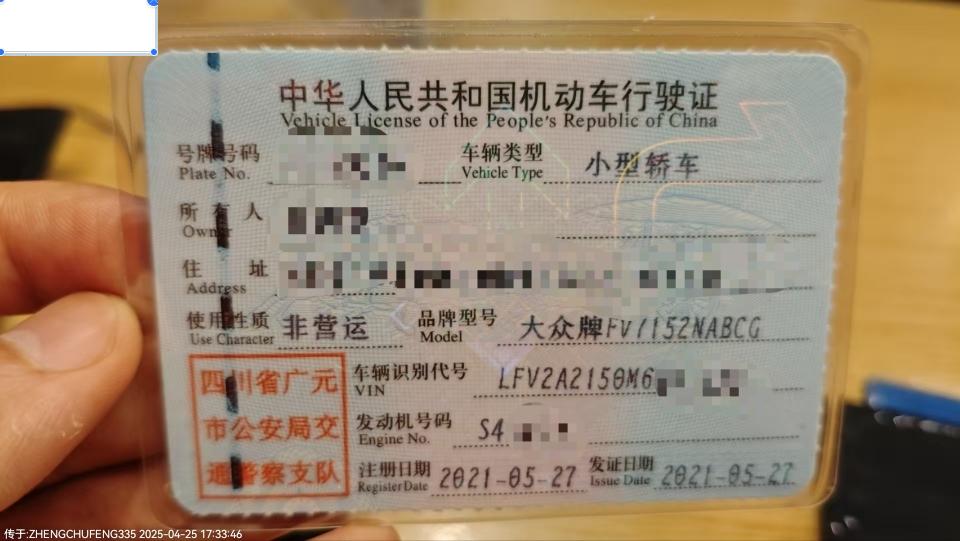 中华人民共和国机动车行驶证
Vehicle License of the People's Republic of China
号牌号码 车辆类型 小型轿车
Plate No. Vehicle Type
所有人
Owner
住址
Address
使用性质 非营运 品牌型号 大众牌FV7152NABCG
Use Character Model
四川省广元 车辆识别代号 LFV2A2150M6
VIN
市公安局交 发动机号码 S4
Engine No.
通警察支队 注册日期 2021-05-27 发证日期 2021-05-27
Register Date Issue Date
传于:ZHENGCHUFENG335 2025-04-25 17:33:46